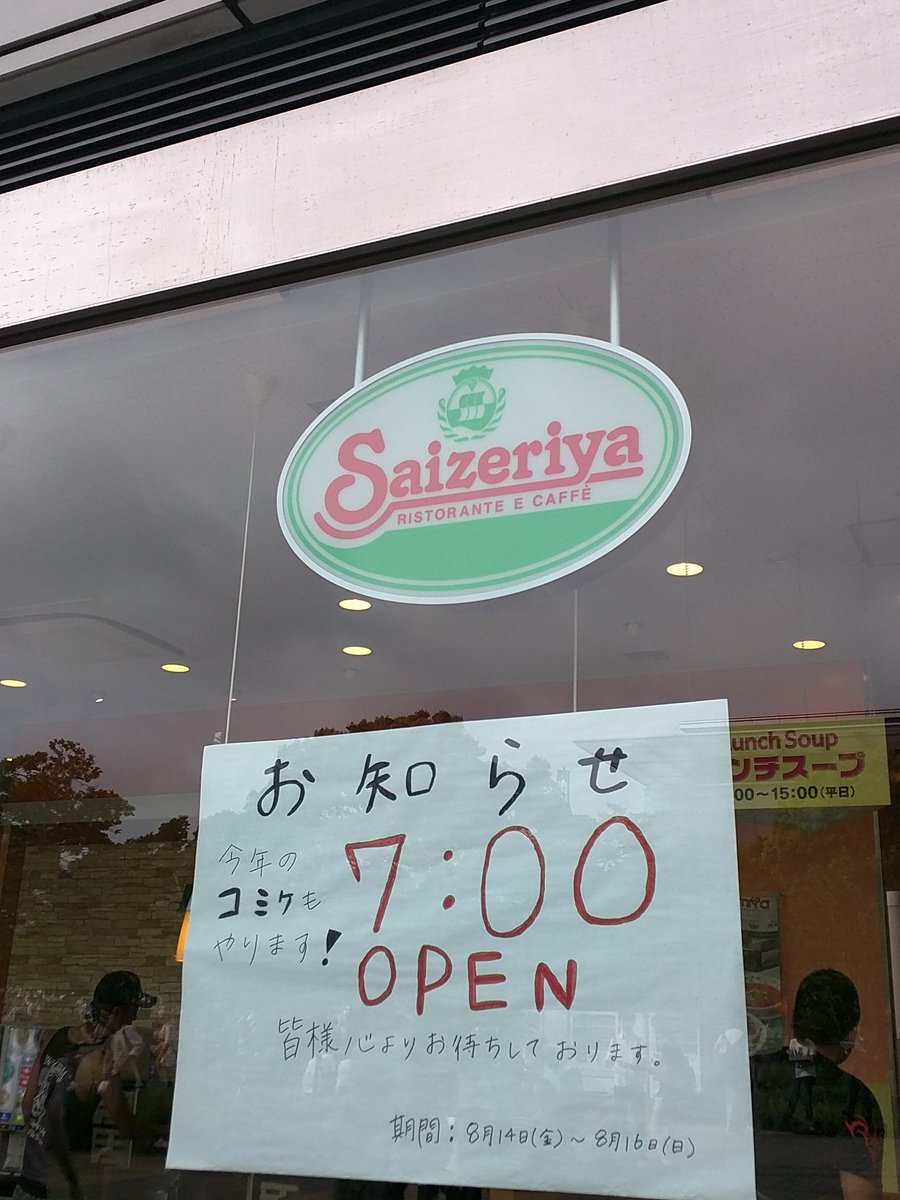 Saizeriya
RISTORANTE E CAFFÈ
お知らせ
今年の
コミケも
やります!
7:00
OPEN
皆様心よりお待ちしております。
期間:8月14日(金)~8月16日(日)
unch Soup
ンチスープ
00~15:00(平日)